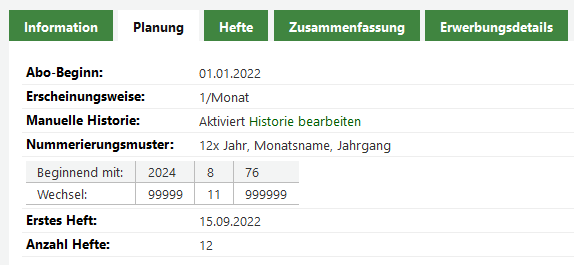 Information Planung Hefte Zusammenfassung Erwerbungsdetails
Abo-Beginn: 01.01.2022
Erscheinungsweise: 1/Monat
Manuelle Historie: Aktiviert Historie bearbeiten
Nummerierungsmuster: 12x Jahr, Monatsname, Jahrgang
Beginnend mit: 2024 8 76
Wechsel: 99999 11 999999
Erstes Heft: 15.09.2022
Anzahl Hefte: 12